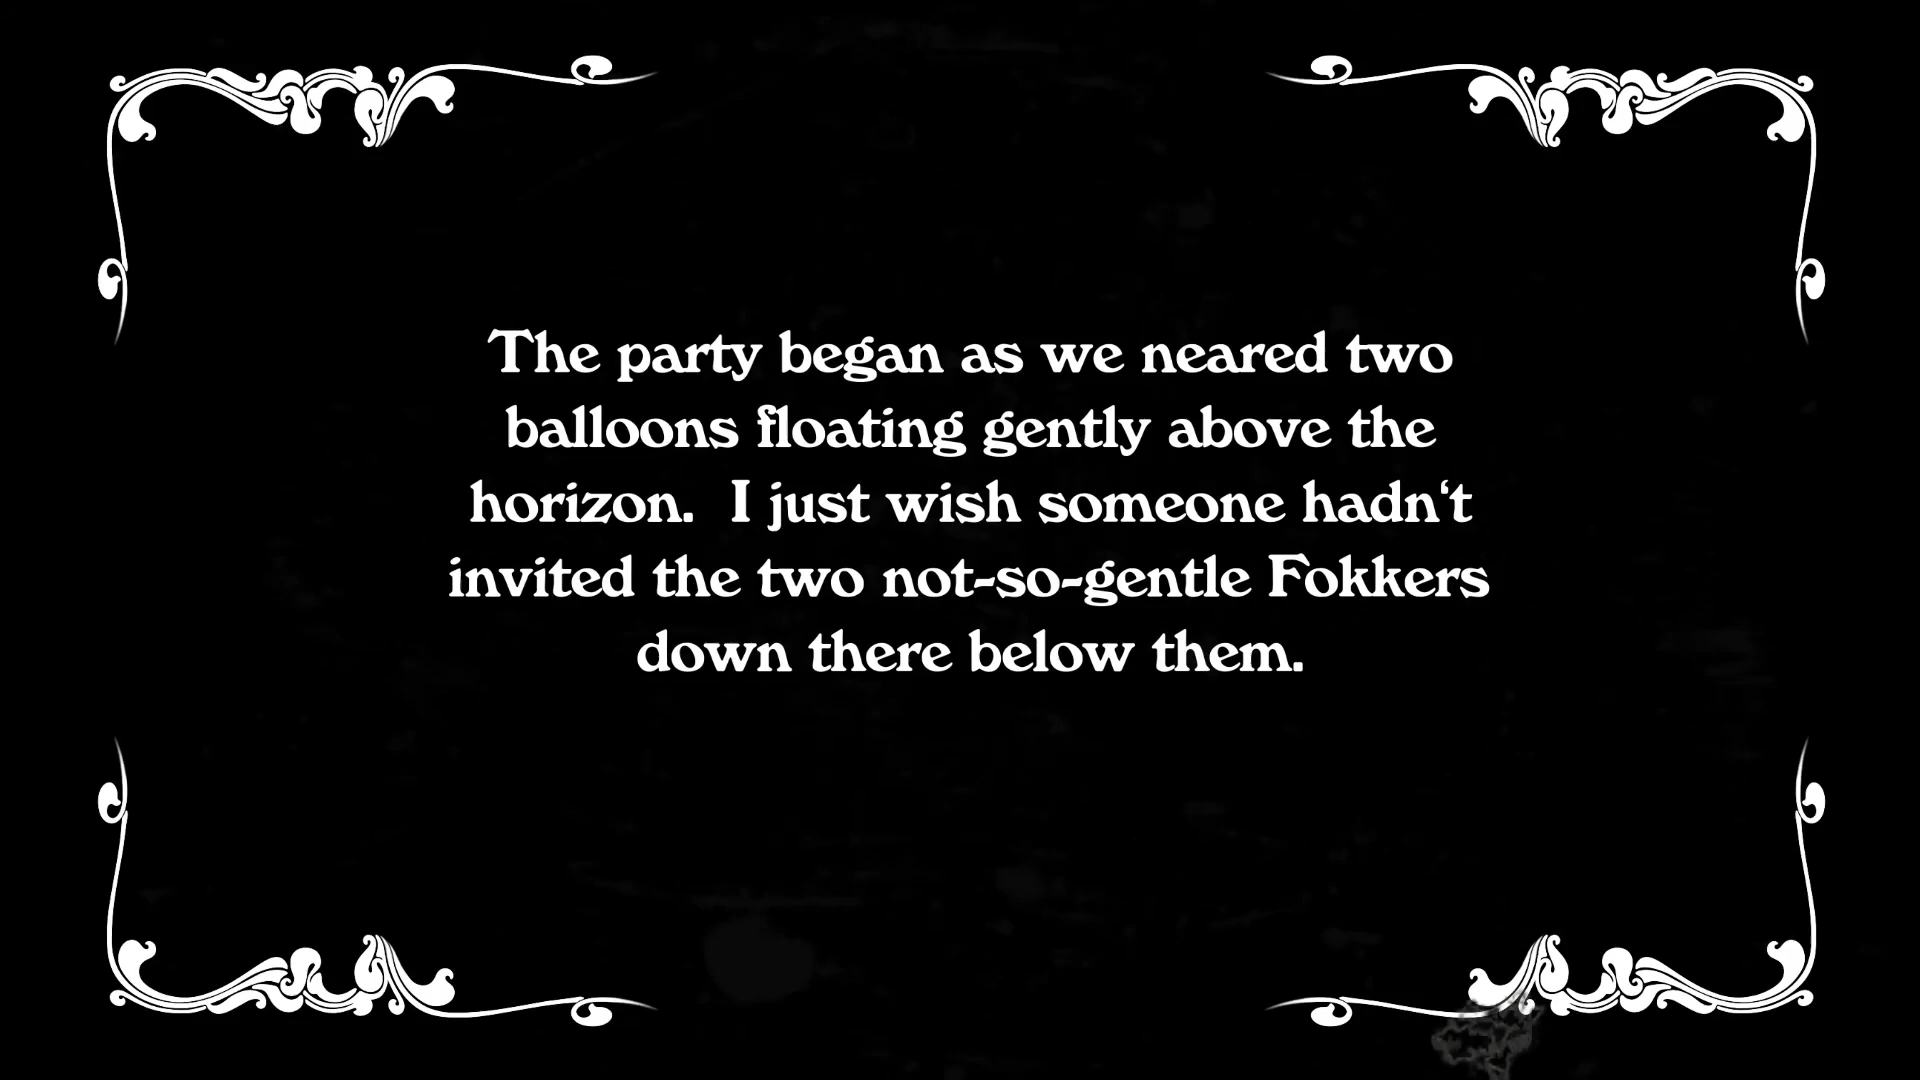 The party began as we neared two
balloons floating gently above the
horizon.  I just wish someone hadn‘t
invited the two not-so-gentle Fokkers
down there below them.